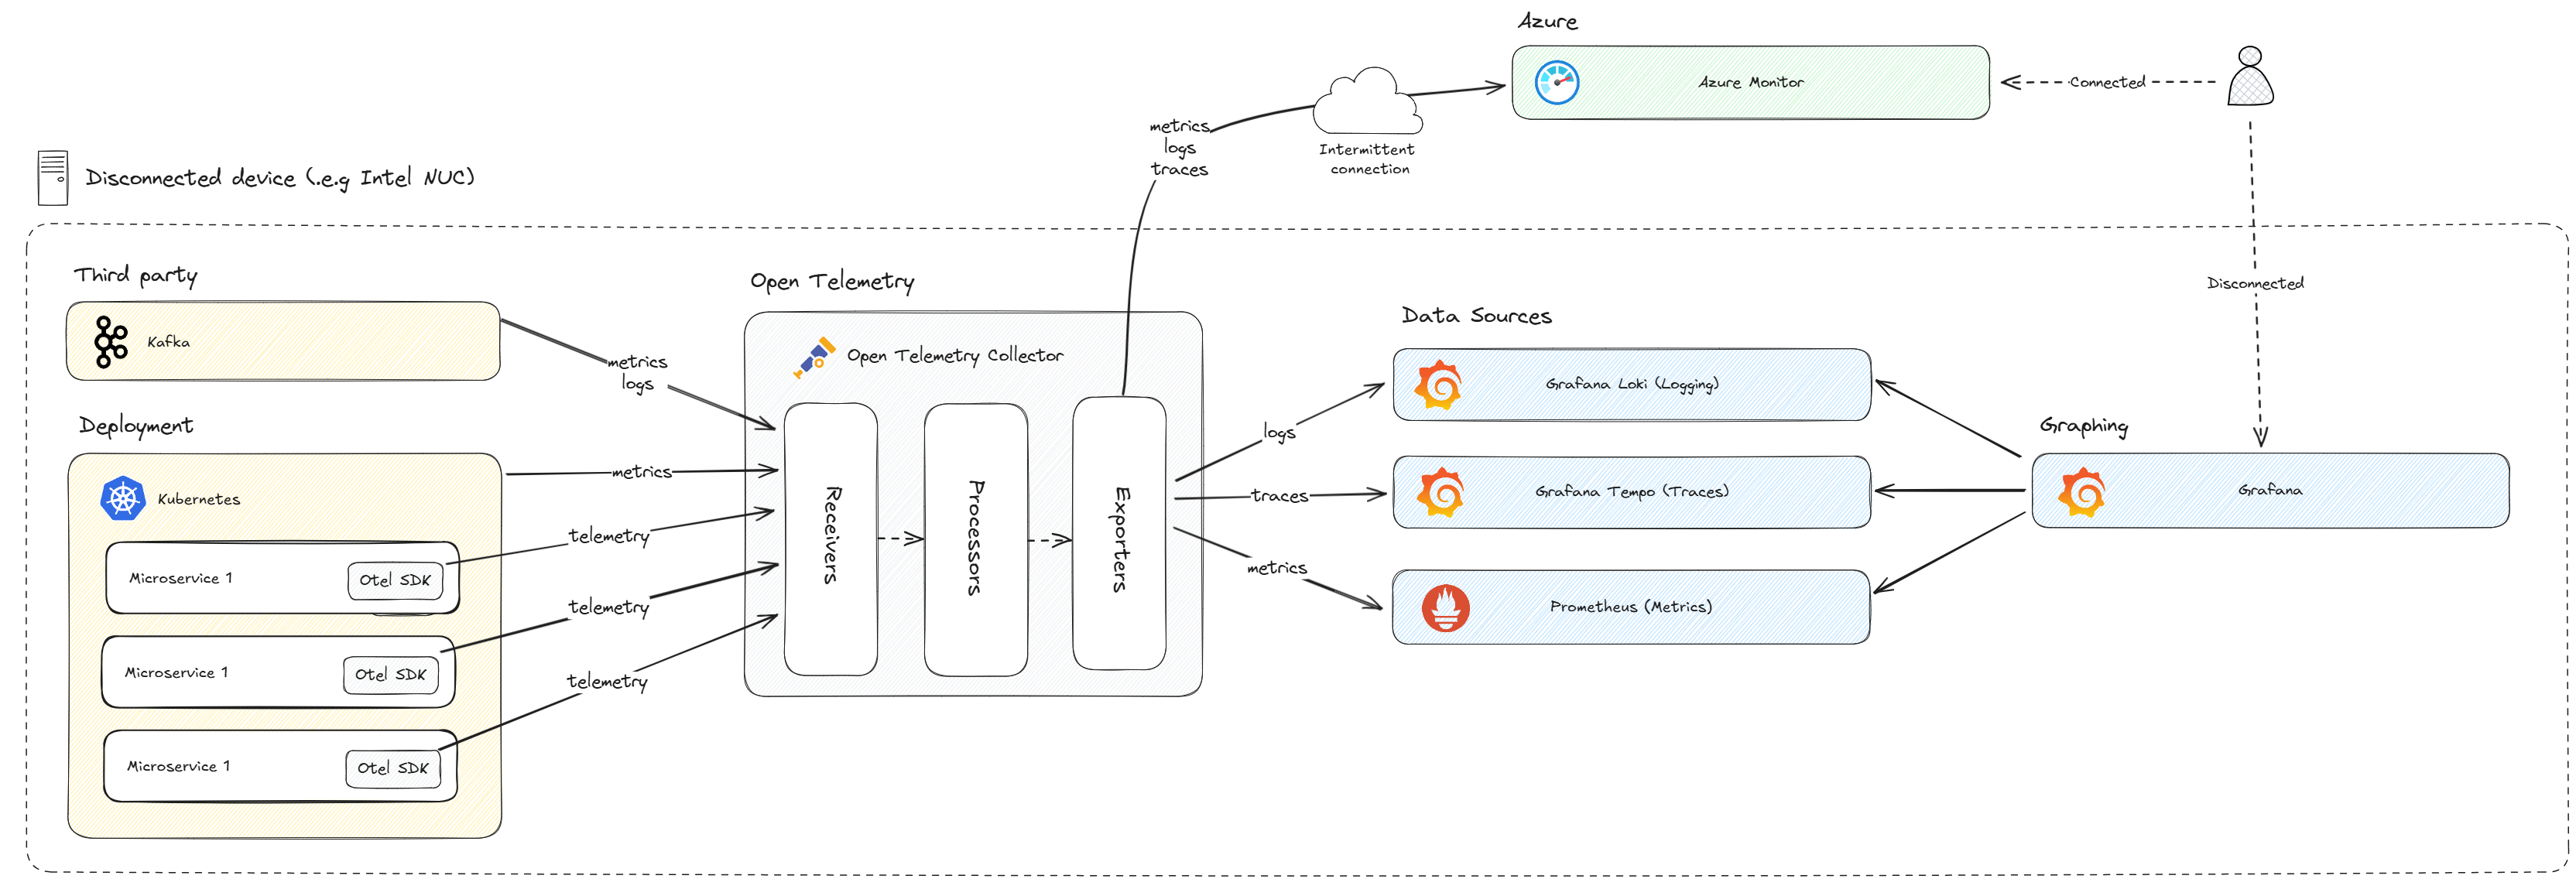 Azure
Azure Monitor
Connected
metrics
logs
traces
Intermittent
connection
Disconnected device (.e.g Intel NUC)
Third party
Kafka
metrics
logs
Deployment
Kubernetes
metrics
Microservice 1
Otel SDK
telemetry
Microservice 1
Otel SDK
telemetry
Microservice 1
Otel SDK
telemetry
Open Telemetry
Open Telemetry Collector
Receivers
Processors
Exporters
logs
traces
metrics
Data Sources
Grafana Loki (Logging)
Grafana Tempo (Traces)
Prometheus (Metrics)
Disconnected
Graphing
Grafana